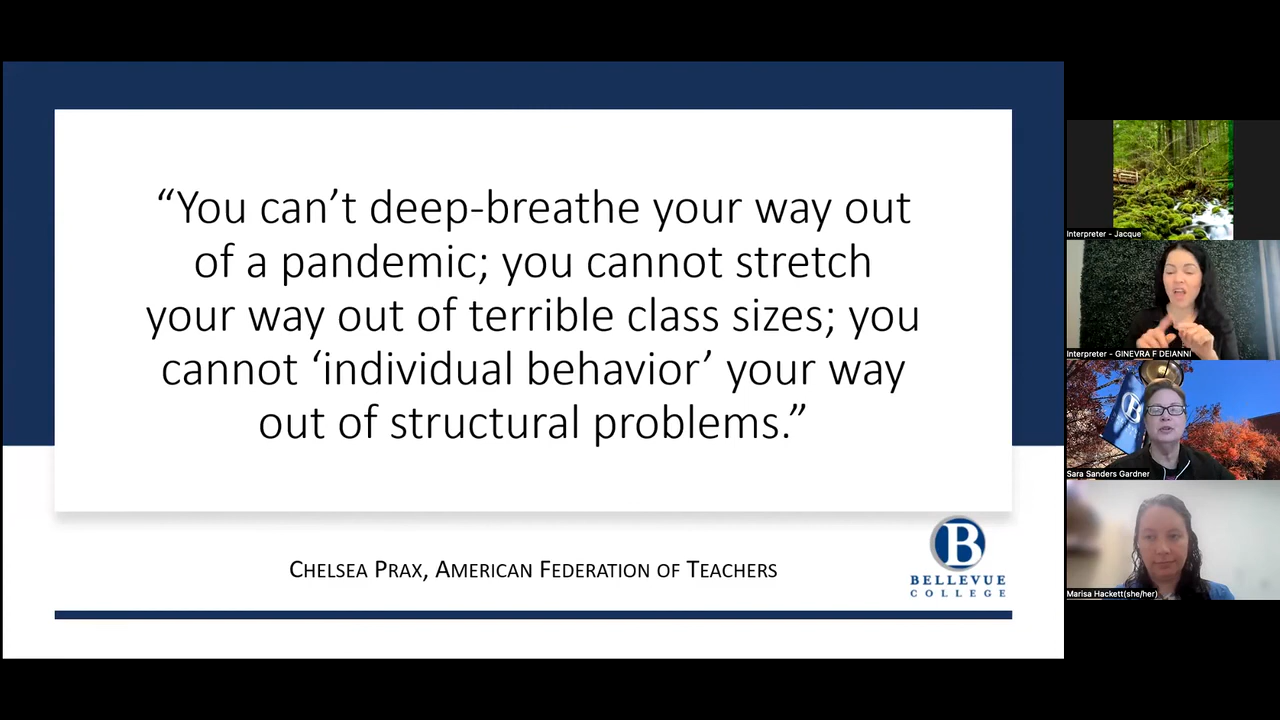 “You can’t deep-breathe your way out
of a pandemic; you cannot stretch
your way out of terrible class sizes; you
cannot ‘individual behavior’ your way
out of structural problems.”
Chelsea Prax, American Federation of Teachers
B
BELLEVUE
COLLEGE
Interpreter - Jacque
Interpreter - GINEVRA F DEIANNI
B
Sara Sanders Gardner
Marisa Hackett(she/her)